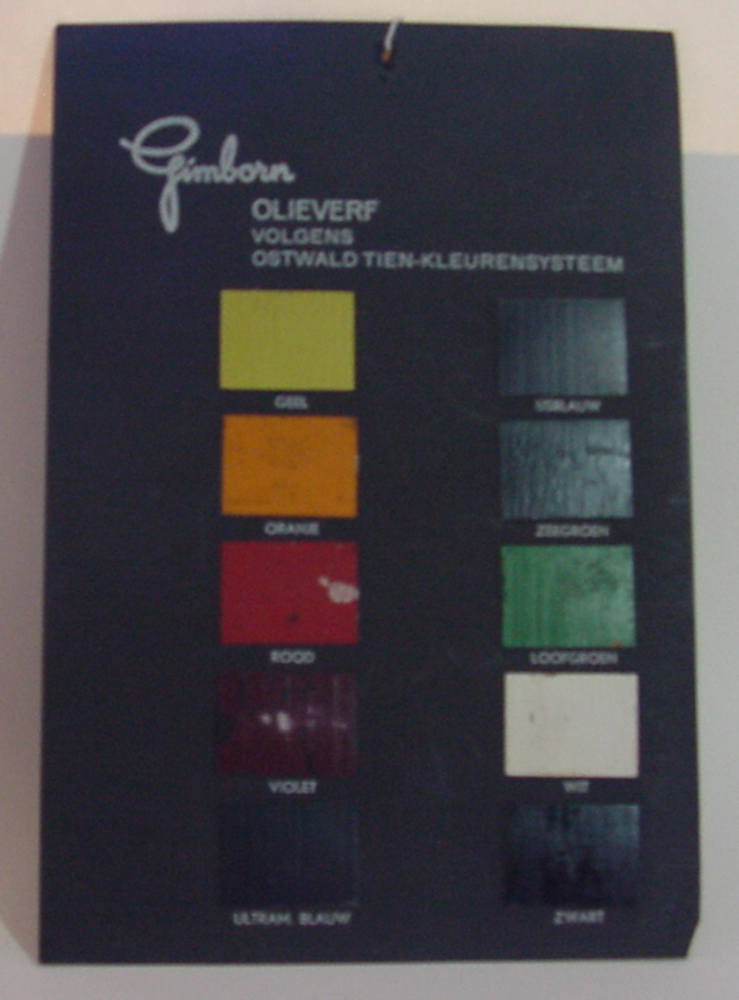 Gimborn
OLIEVERF
VOLGENS
OSTWALD TIEN-KLEURENSYSTEEM
GEEL
IJSBLAUW
ORANJE
ZEEGROEN
ROOD
LOOFGROEN
VIOLET
WIT
ULTRAM. BLAUW
ZWART